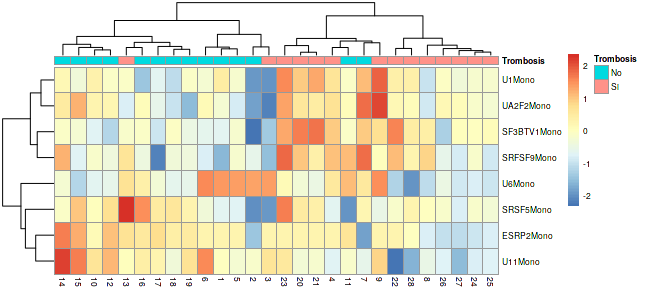 Trombosis
U1Mono
UA2F2Mono
SF3BTV1Mono
SRFSF9Mono
U6Mono
SRSF5Mono
ESRP2Mono
U11Mono
14 15 10 12 13 16 17 18 19 6 1 5 2 3 23 20 21 4 11 7 9 22 28 8 26 27 24 25
2
1
0
-1
-2
Trombosis
No
SI